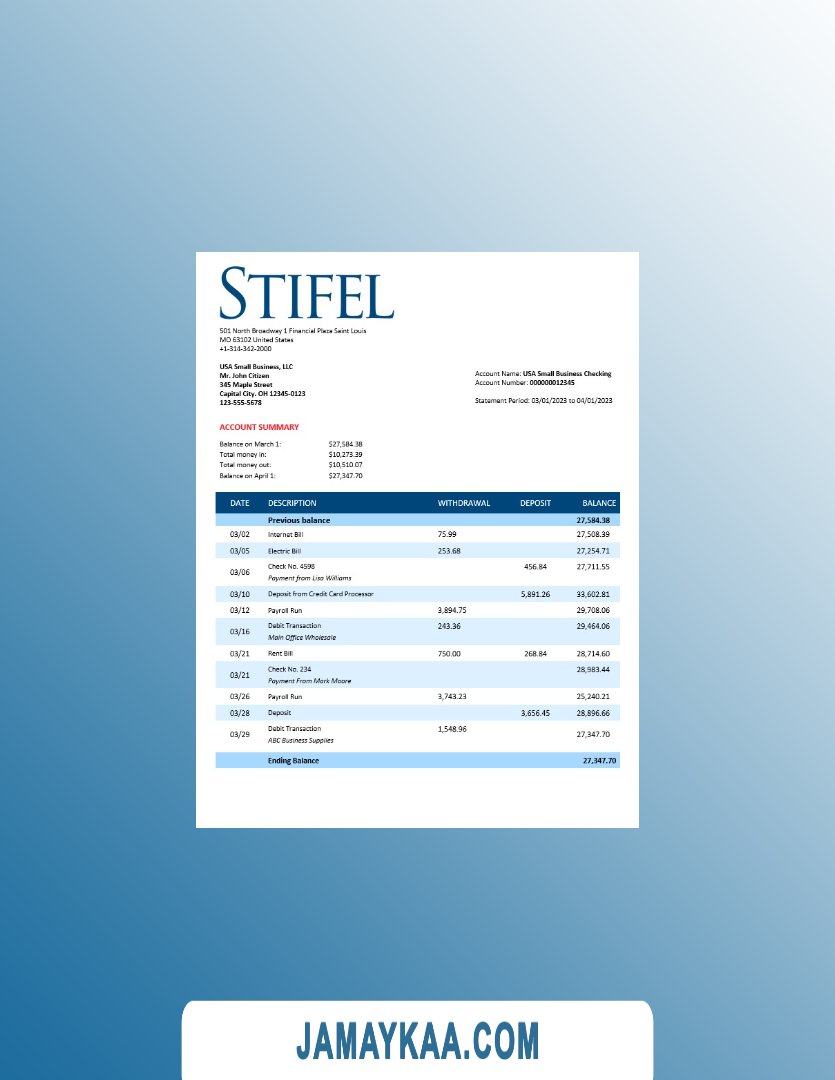 STIFEL
501 North Broadway 1 Financial Plaza Saint Louis
MO 63102 United States
+1-314-342-2000
USA Small Business, LLC
Mr. John Citizen
345 Maple Street
Capital City. OH 12345-0123
123-555-5678
Account Name: USA Small Business Checking
Account Number: 000000012345
Statement Period: 03/01/2023 to 04/01/2023
ACCOUNT SUMMARY
Balance on March 1: $27,584.38
Total money in: $10,273.39
Total money out: $10,510.07
Balance on April 1: $27,347.70
DATE DESCRIPTION WITHDRAWAL DEPOSIT BALANCE
Previous balance 27,584.38
03/02 Internet Bill 75.99 27,508.39
03/05 Electric Bill 253.68 27,254.71
03/06 Check No. 4598 456.84 27,711.55
Payment from Lisa Williams
03/10 Deposit from Credit Card Processor 5,891.26 33,602.81
03/12 Payroll Run 3,894.75 29,708.06
03/16 Debit Transaction 243.36 29,464.06
Main Office Wholesale
03/21 Rent Bill 750.00 268.84 28,714.60
03/21 Check No. 234 28,983.44
Payment From Mark Moore
03/26 Payroll Run 3,743.23 25,240.21
03/28 Deposit 3,656.45 28,896.66
03/29 Debit Transaction 1,548.96 27,347.70
ABC Business Supplies
Ending Balance 27,347.70
JAMAYKAA.COM